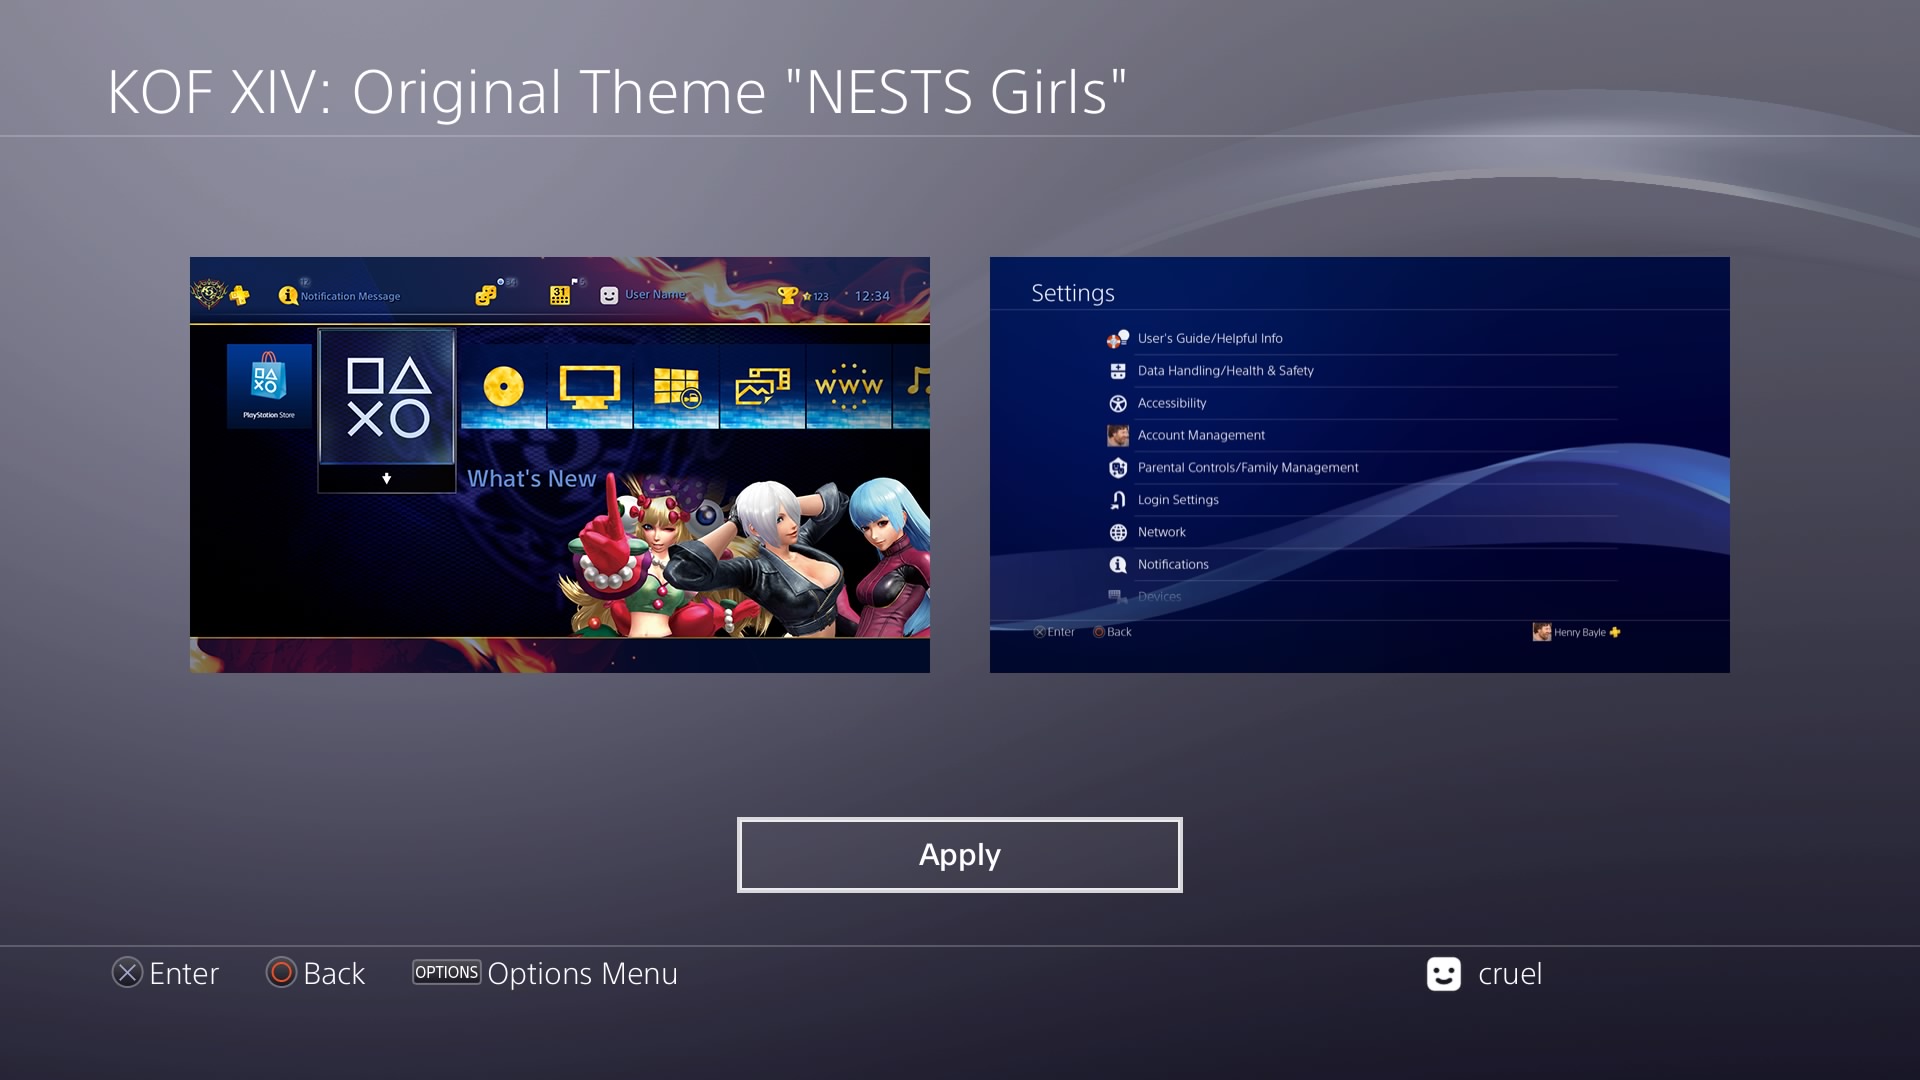 KOF XIV: Original Theme "NESTS Girls"
12
Notification Message
User Name
123
12:34
PlayStation Store
31
WWW
What's New
Settings
User's Guide/Helpful Info
Data Handling/Health & Safety
Accessibility
Account Management
Parental Controls/Family Management
Login Settings
Network
Notifications
Devices
Enter
Back
Henry Bayle
Apply
Enter
Back
OPTIONS Options Menu
cruel